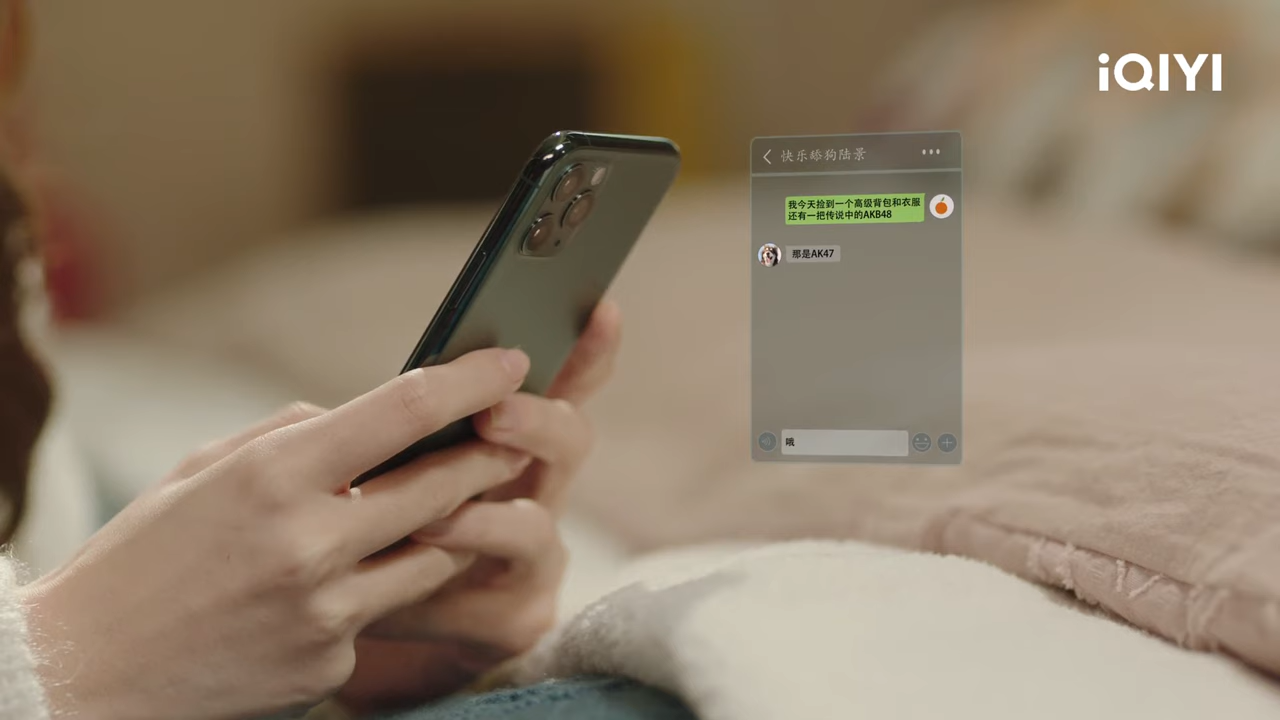 iQIYI
快乐舔狗陆景
我今天捡到一个高级背包和衣服
还有一把传说中的AKB48
那是AK47
哦